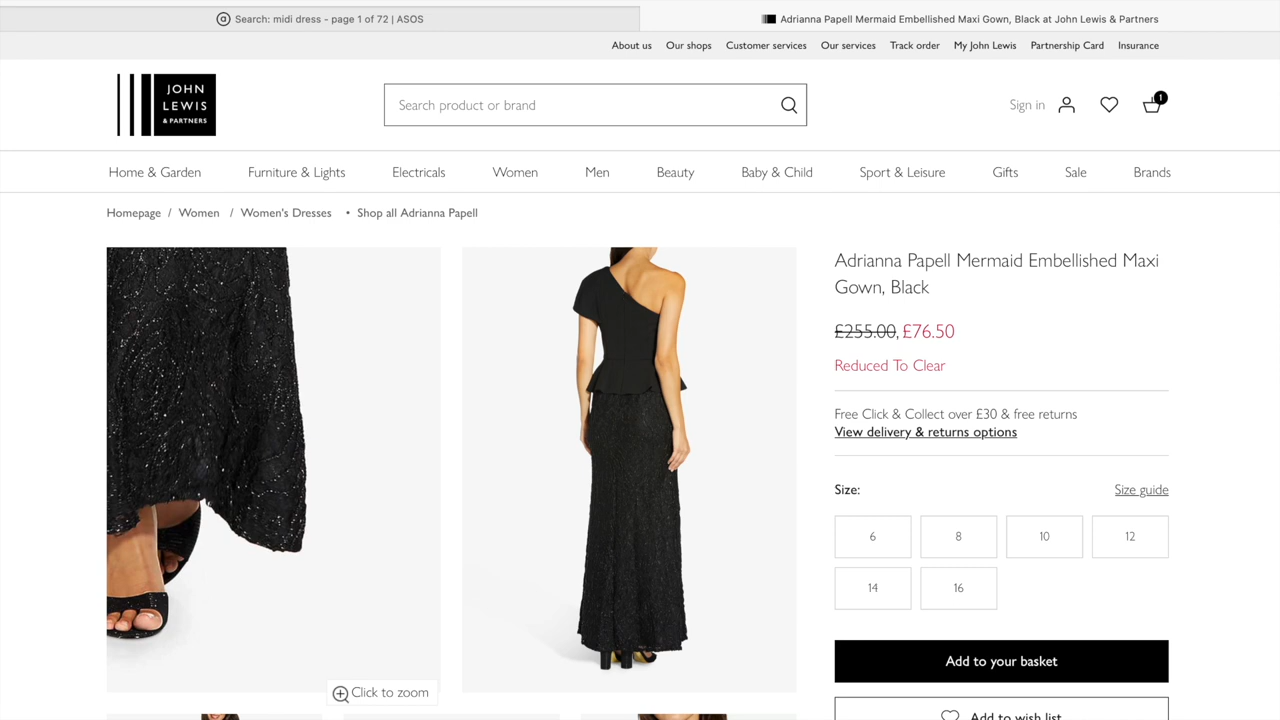 Search: midi dress - page 1 of 72 | ASOS
Adrianna Papell Mermaid Embellished Maxi Gown, Black at John Lewis & Partners
About us Our shops Customer services Our services Track order My John Lewis Partnership Card Insurance
JOHN
LEWIS
& PARTNERS
Search product or brand
Sign in
1
Home & Garden Furniture & Lights Electricals Women Men Beauty Baby & Child Sport & Leisure Gifts Sale Brands
Homepage / Women / Women's Dresses • Shop all Adrianna Papell
Adrianna Papell Mermaid Embellished Maxi
Gown, Black
£255.00, £76.50
Reduced To Clear
Free Click & Collect over £30 & free returns
View delivery & returns options
Size: Size guide
6 8 10 12
14 16
Add to your basket
Click to zoom
Add to wish list